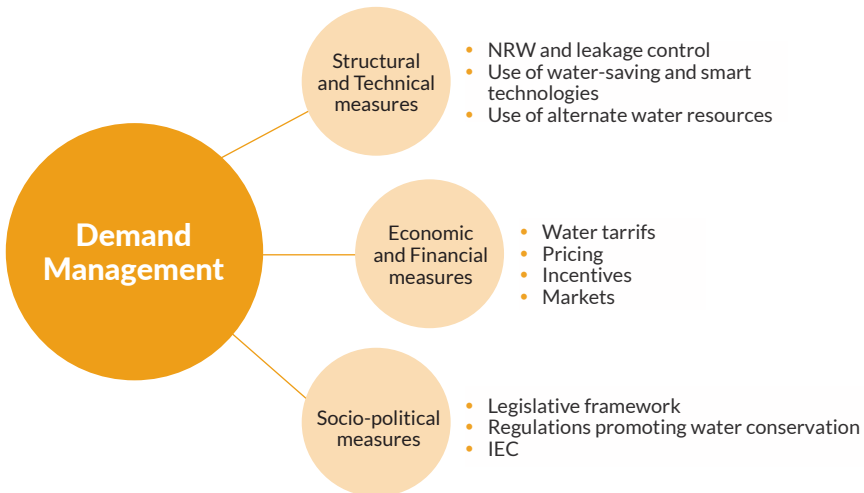 Demand
Management
Structural
and Technical
measures
• NRW and leakage control
• Use of water-saving and smart
technologies
• Use of alternate water resources
Economic
and Financial
measures
• Water tarrifs
• Pricing
• Incentives
• Markets
Socio-political
measures
• Legislative framework
• Regulations promoting water conservation
• IEC